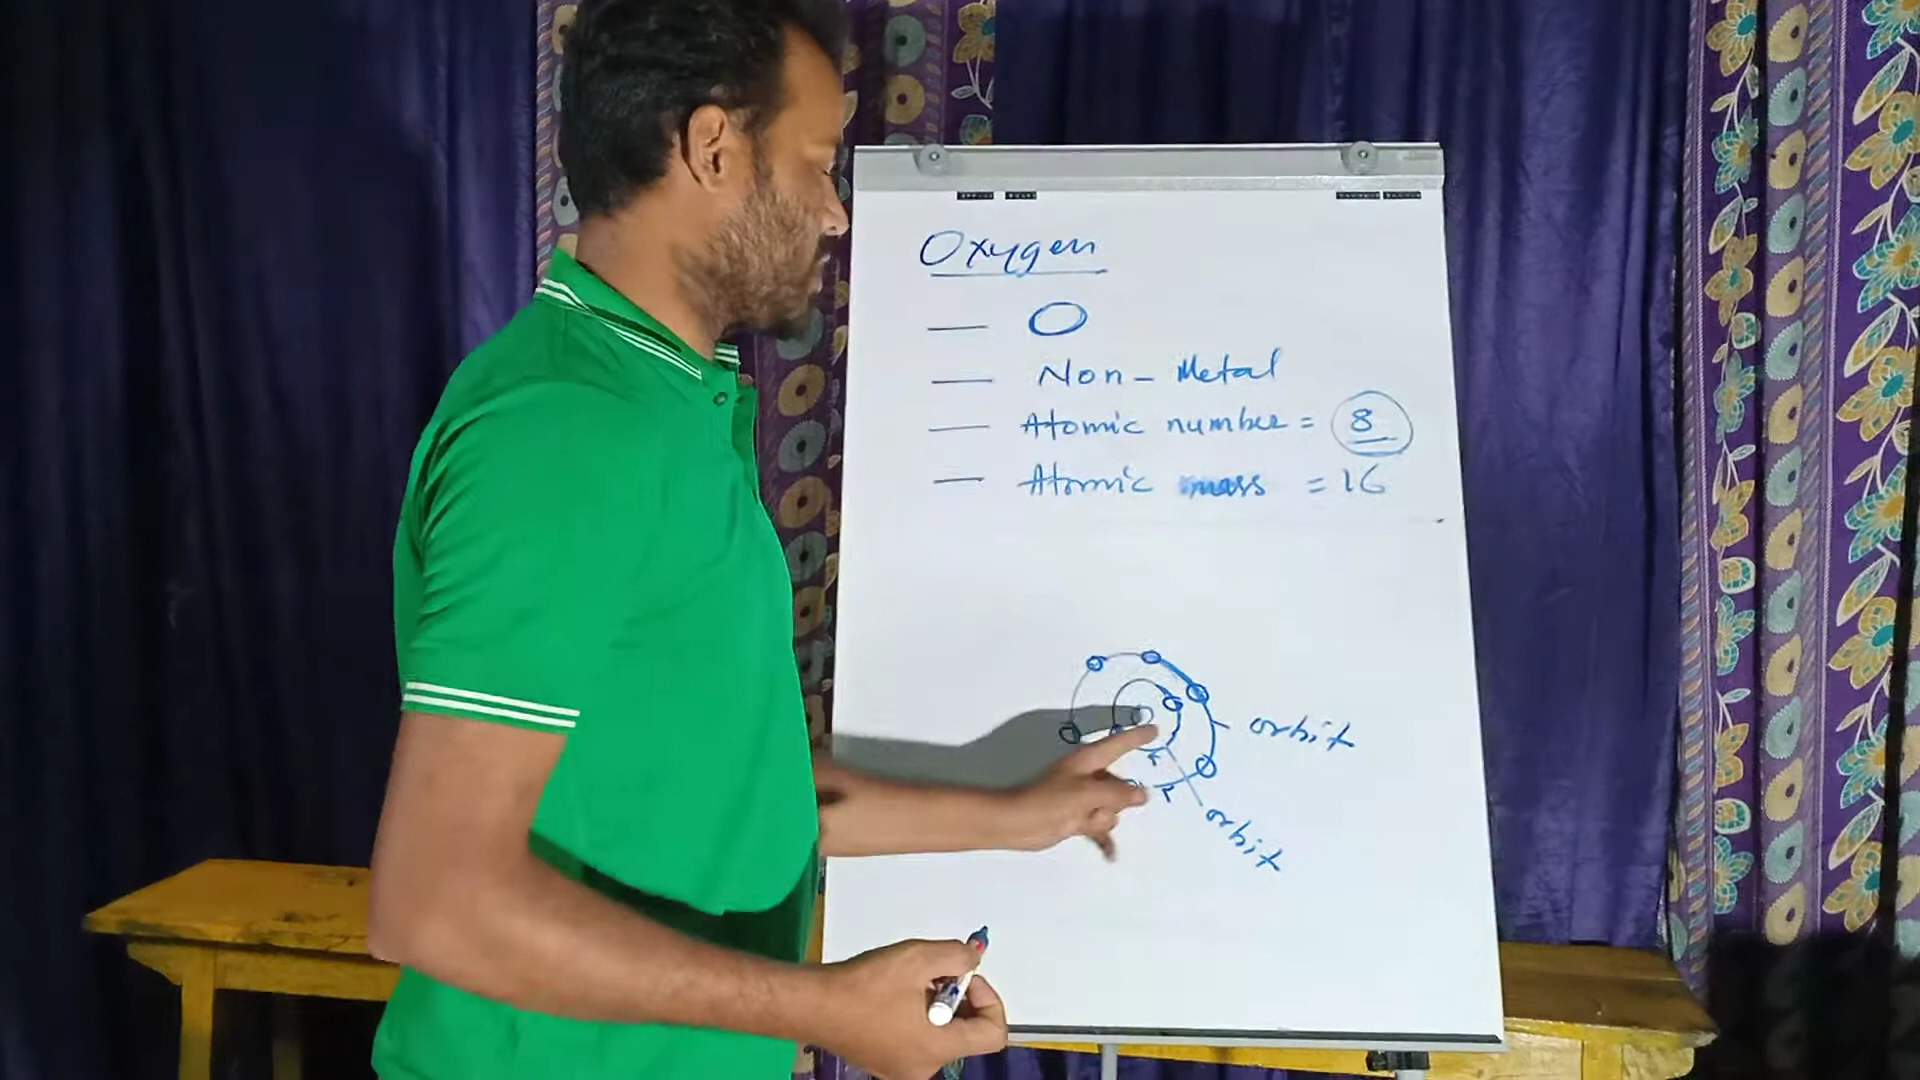 Oxygen
— O
— Non-Metal
— Atomic number = 8
— Atomic mass = 16
orbit
K
L
orbit